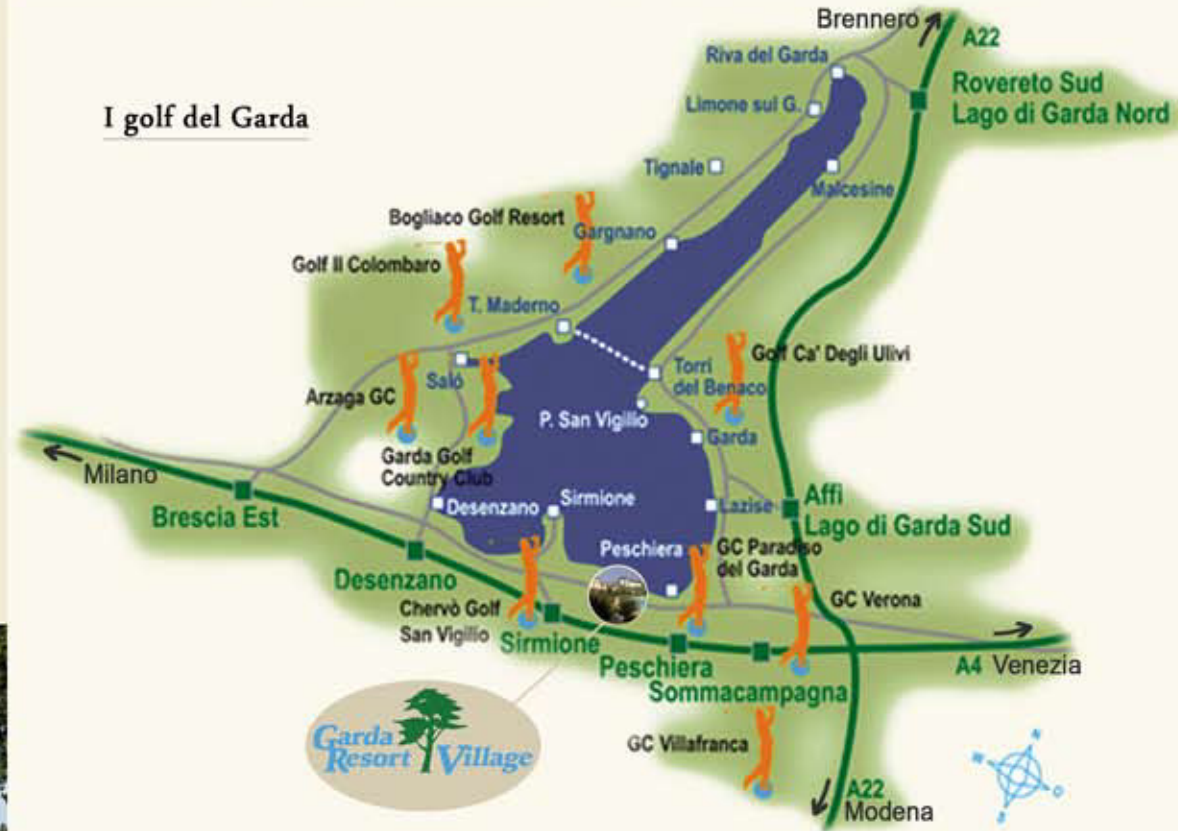 Brennero
A22
Riva del Garda
Rovereto Sud
Lago di Garda Nord
I golf del Garda
Limone sul G.
Tignale
Malcesine
Bogliaco Golf Resort
Gargnano
Golf Il Colombaro
T. Maderno
Golf Ca' Degli Ulivi
Torri
del Benaco
Salò
Arzaga GC
P. San Vigilio
Garda
Garda Golf
Country Club
Milano
Desenzano
Sirmione
Lazise
Affi
Lago di Garda Sud
Brescia Est
Peschiera
GC Paradiso
del Garda
Desenzano
GC Verona
Chervò Golf
San Vigilio
Sirmione
Peschiera
A4 Venezia
Sommacampagna
Garda
Resort Village
GC Villafranca
N
W
O
S
A22
Modena